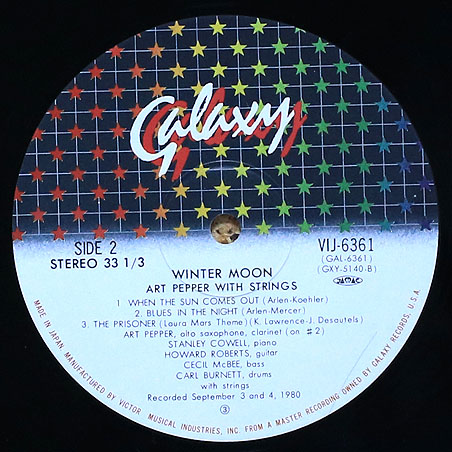 Galaxy
SIDE 2
STEREO 33 1/3
VIJ-6361
(GAL-6361)
(GXY-5140-B)
JASRAC
WINTER MOON
ART PEPPER WITH STRINGS
1 WHEN THE SUN COMES OUT (Arlen-Koehler)
2. BLUES IN THE NIGHT (Arlen-Mercer)
3. THE PRISONER (Laura Mars Theme) (K. Lawrence-J. Desautels)
ART PEPPER, alto saxophone, clarinet (on #2)
STANLEY COWELL, piano
HOWARD ROBERTS, guitar
CECIL McBEE, bass
CARL BURNETT, drums
with strings
Recorded September 3 and 4, 1980
③
MADE IN JAPAN. MANUFACTURED BY VICTOR MUSICAL INDUSTRIES, INC. FROM A MASTER RECORDING OWNED BY GALAXY RECORDS, U.S.A.